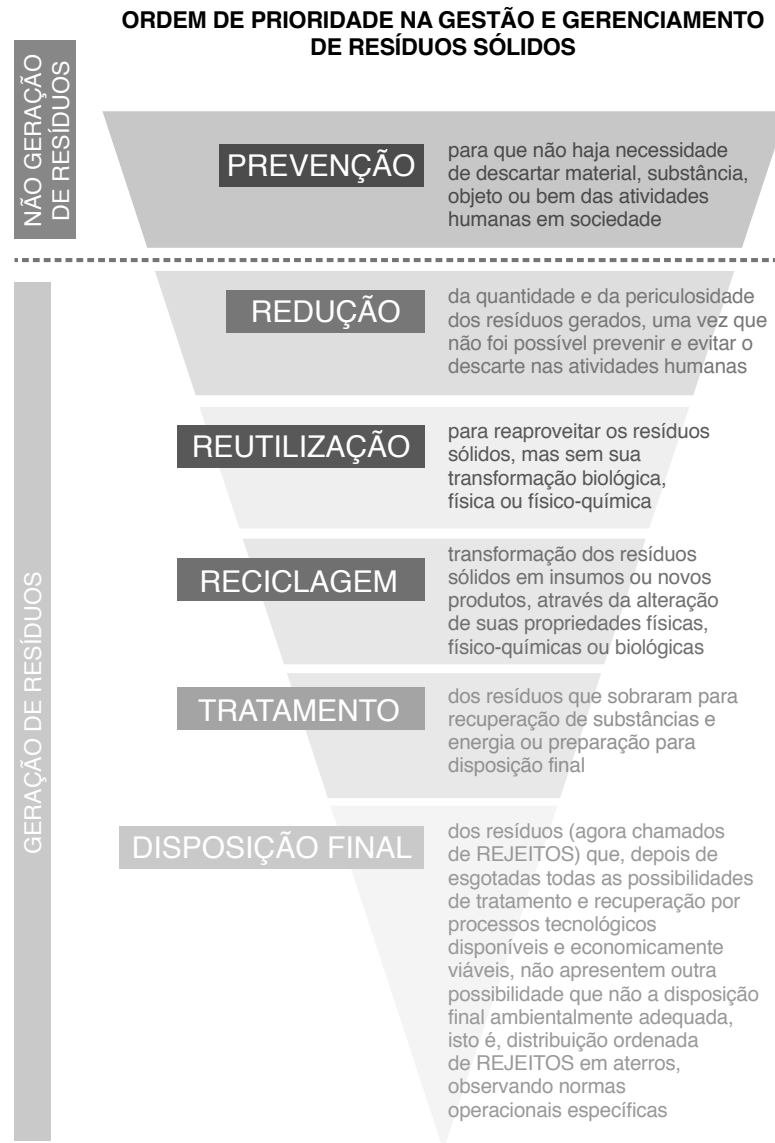 ORDEM DE PRIORIDADE NA GESTÃO E GERENCIAMENTO
DE RESÍDUOS SÓLIDOS
NÃO GERAÇÃO
DE RESÍDUOS
PREVENÇÃO
para que não haja necessidade
de descartar material, substância,
objeto ou bem das atividades
humanas em sociedade
GERAÇÃO DE RESÍDUOS
REDUÇÃO
da quantidade e da periculosidade
dos resíduos gerados, uma vez que
não foi possível prevenir e evitar o
descarte nas atividades humanas
REUTILIZAÇÃO
para reaproveitar os resíduos
sólidos, mas sem sua
transformação biológica,
física ou físico-química
RECICLAGEM
transformação dos resíduos
sólidos em insumos ou novos
produtos, através da alteração
de suas propriedades físicas,
físico-químicas ou biológicas
TRATAMENTO
dos resíduos que sobraram para
recuperação de substâncias e
energia ou preparação para
disposição final
DISPOSIÇÃO FINAL
dos resíduos (agora chamados
de REJEITOS) que, depois de
esgotadas todas as possibilidades
de tratamento e recuperação por
processos tecnológicos
disponíveis e economicamente
viáveis, não apresentem outra
possibilidade que não a disposição
final ambientalmente adequada,
isto é, distribuição ordenada
de REJEITOS em aterros,
observando normas
operacionais específicas